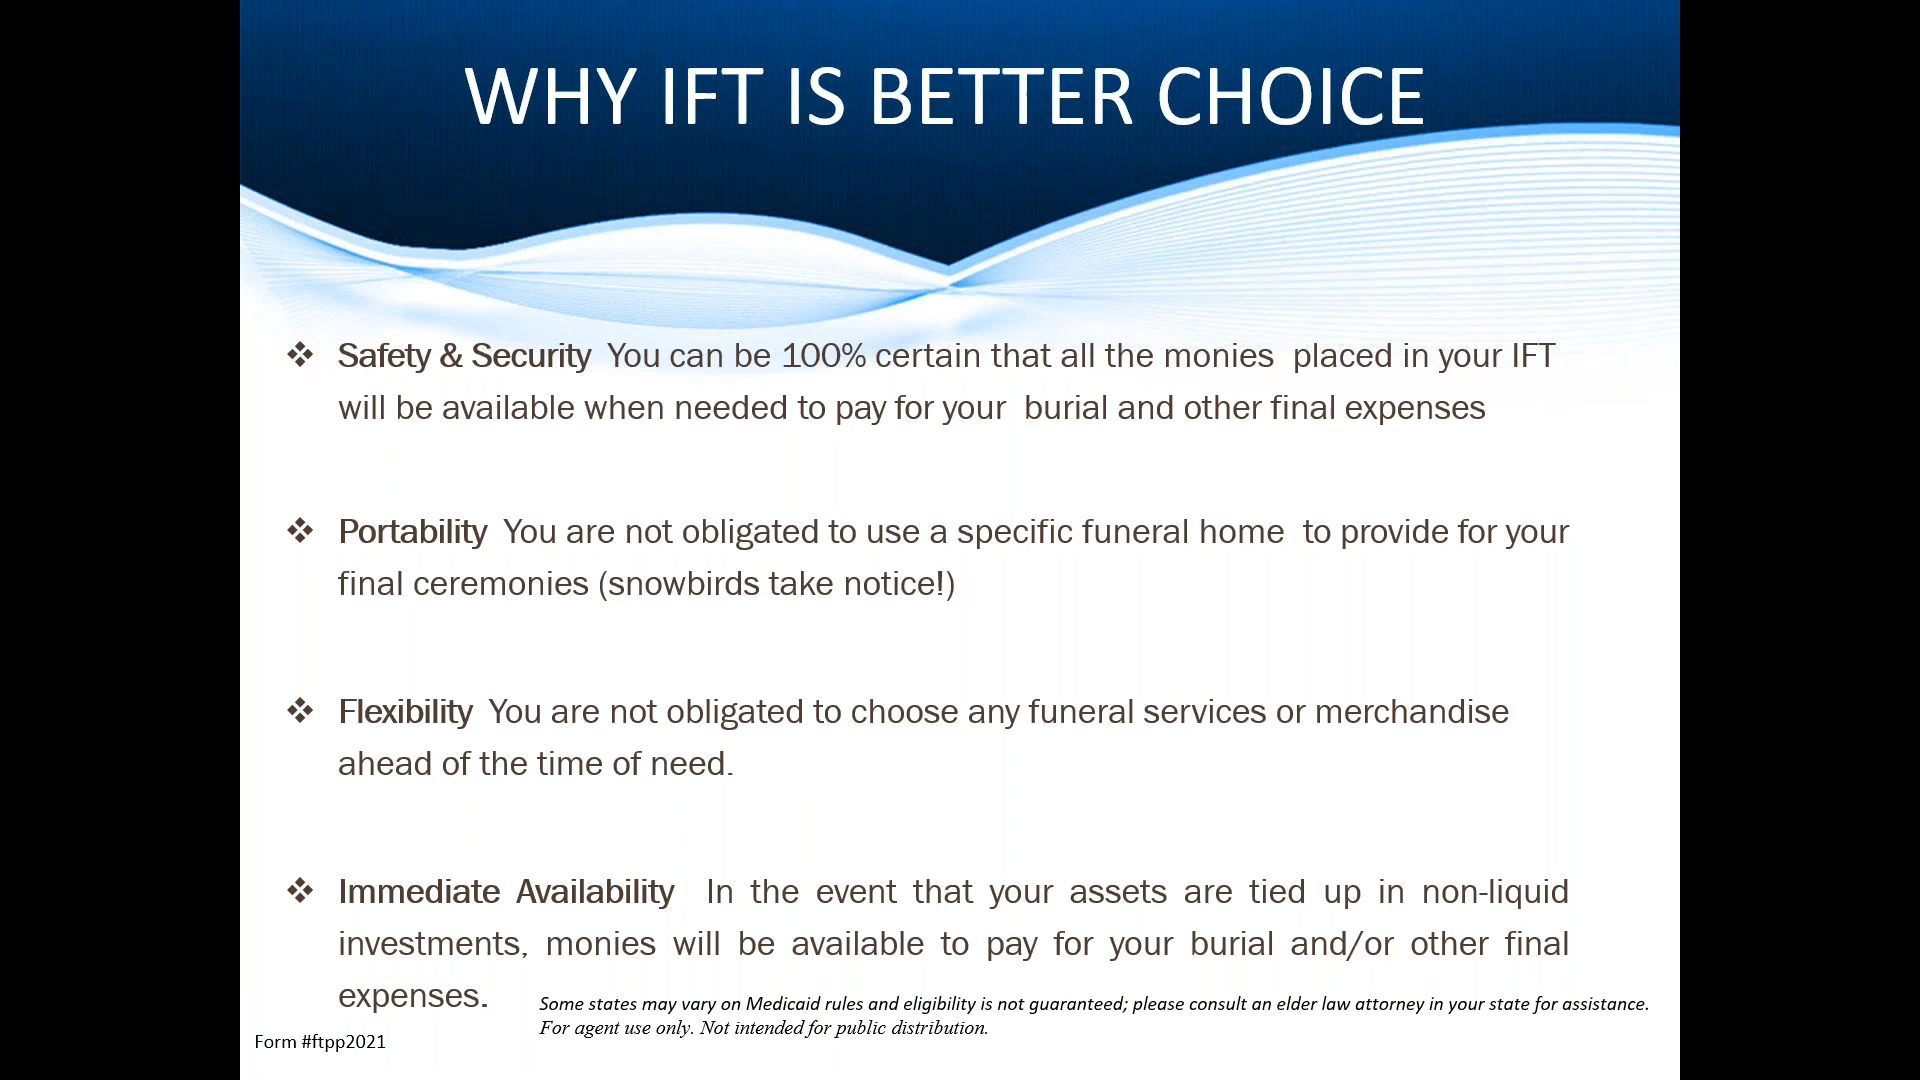 WHY IFT IS BETTER CHOICE
❖ Safety & Security You can be 100% certain that all the monies placed in your IFT
will be available when needed to pay for your burial and other final expenses
❖ Portability You are not obligated to use a specific funeral home to provide for your
final ceremonies (snowbirds take notice!)
❖ Flexibility You are not obligated to choose any funeral services or merchandise
ahead of the time of need.
❖ Immediate Availability In the event that your assets are tied up in non-liquid
investments, monies will be available to pay for your burial and/or other final
expenses.
Some states may vary on Medicaid rules and eligibility is not guaranteed; please consult an elder law attorney in your state for assistance.
For agent use only. Not intended for public distribution.
Form #ftpp2021